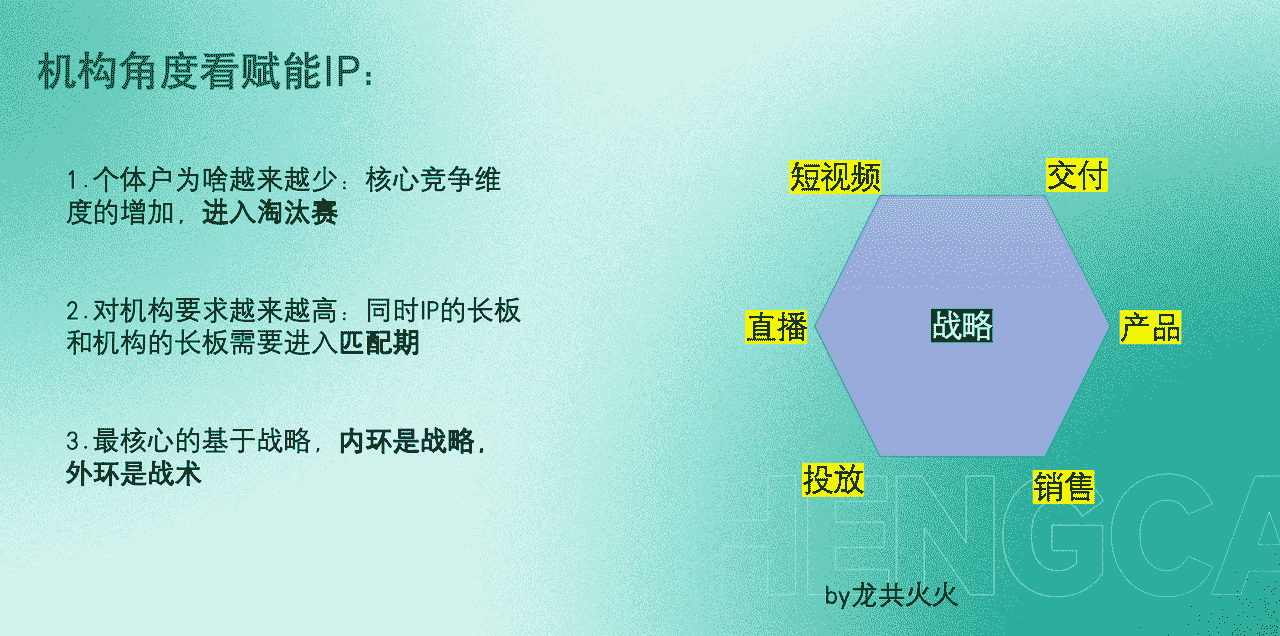 机构角度看赋能IP：
1.个体户为啥越来越少：核心竞争维
度的增加，进入淘汰赛
2.对机构要求越来越高：同时IP的长板
和机构的长板需要进入匹配期
3.最核心的基于战略，内环是战略，
外环是战术
短视频
交付
直播
战略
产品
投放
销售
HENGCA
by龙共火火